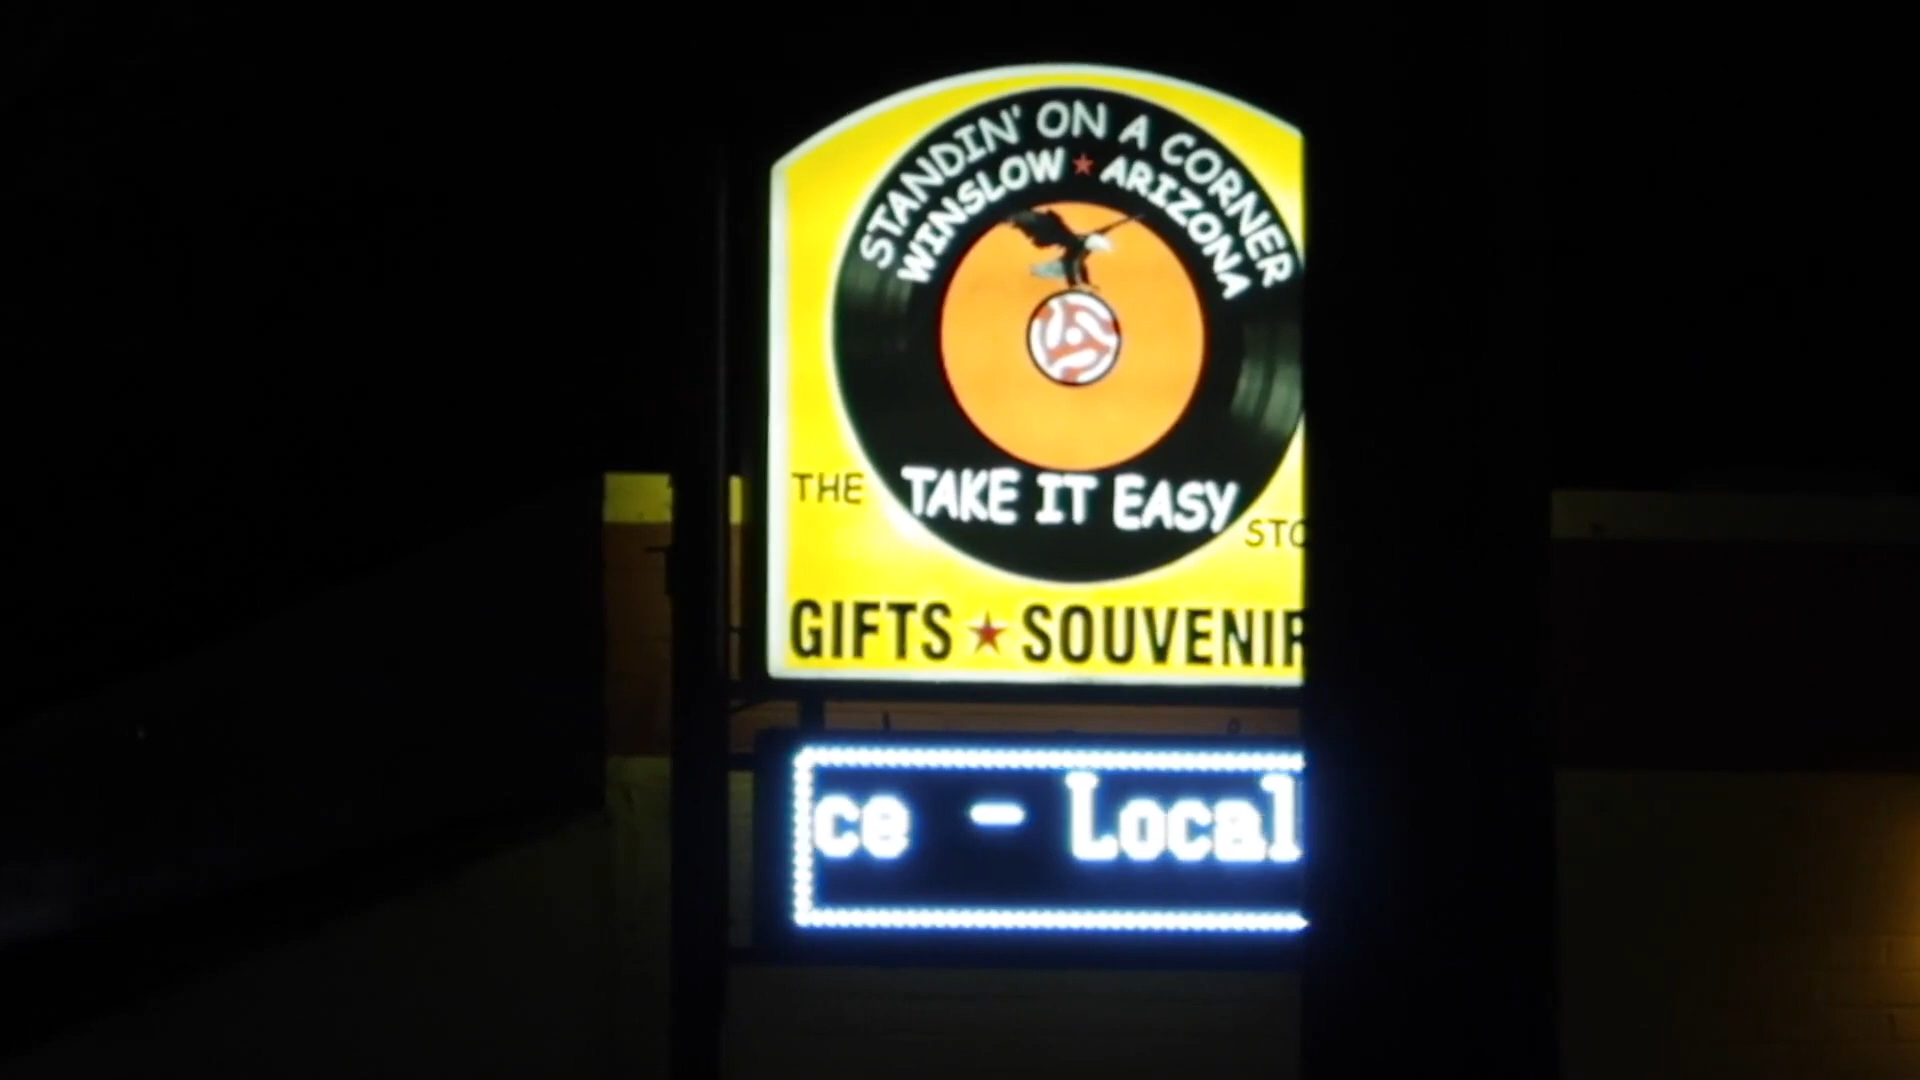 STANDIN' ON A CORNER
WINSLOW ★ ARIZONA
THE TAKE IT EASY STO
GIFTS ★ SOUVENIR
ce - Local